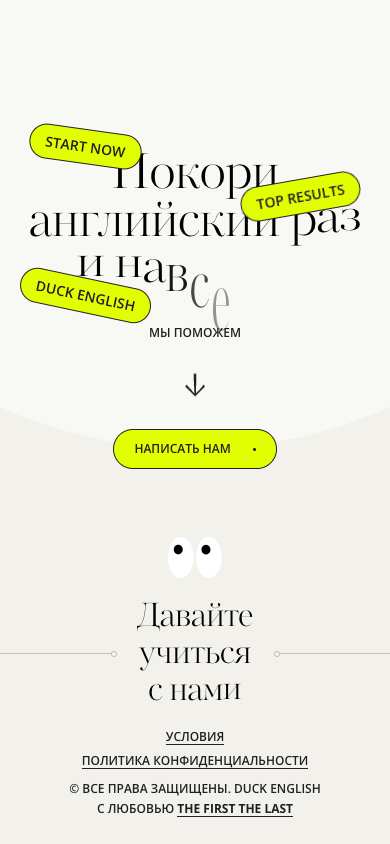 START NOW
Покори
TOP RESULTS
английский раз
и навсе
DUCK ENGLISH
МЫ ПОМОЖЕМ
НАПИСАТЬ НАМ
Давайте
учиться
с нами
УСЛОВИЯ
ПОЛИТИКА КОНФИДЕНЦИАЛЬНОСТИ
© ВСЕ ПРАВА ЗАЩИЩЕНЫ. DUCK ENGLISH
С ЛЮБОВЬЮ THE FIRST THE LAST